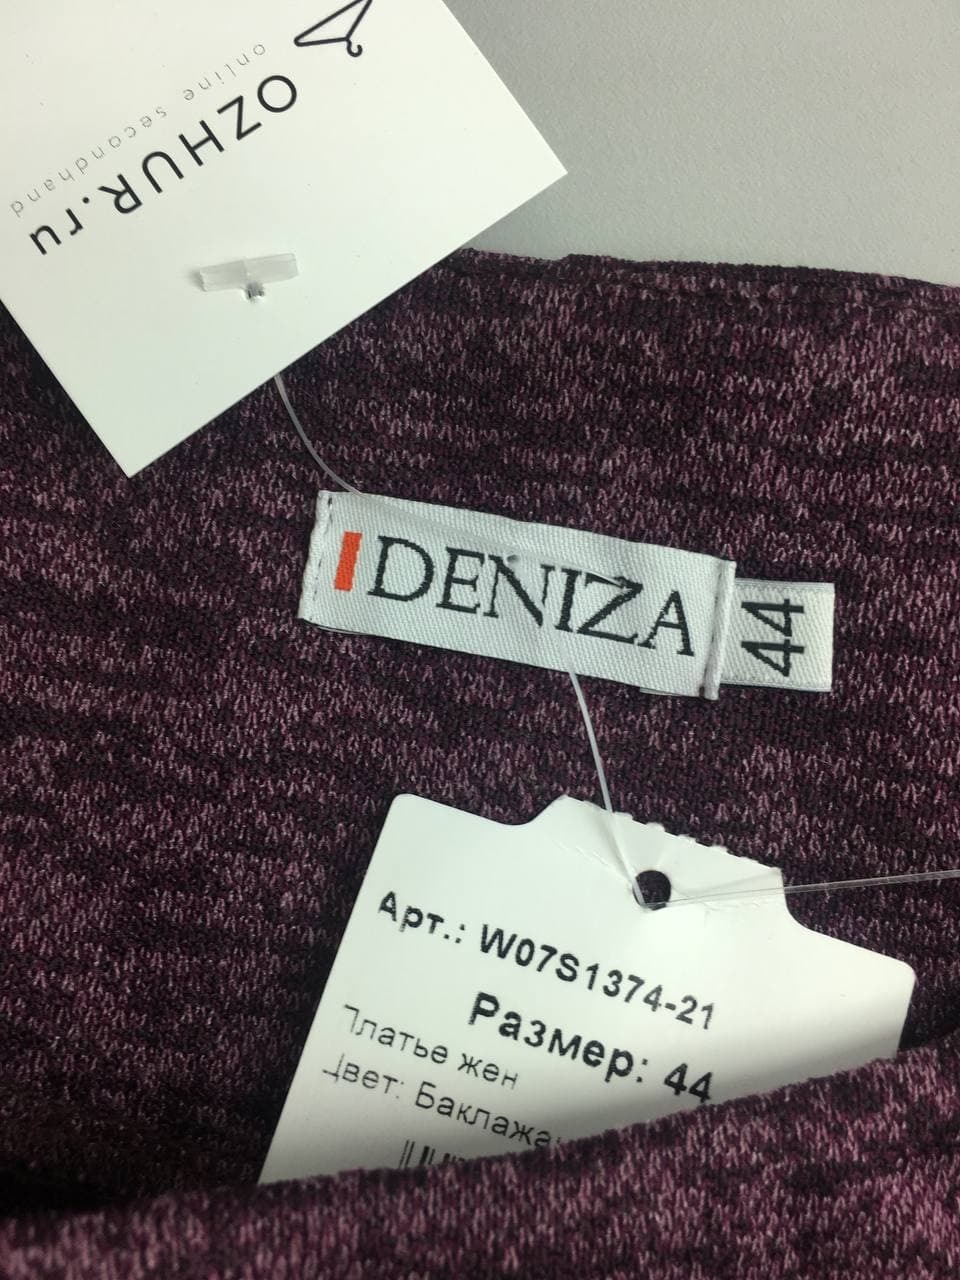 OZHUR.ru
online secondhand
DENIZA
44
Арт.: W07S1374-21
Размер: 44
Платье жен
Цвет: Баклажа